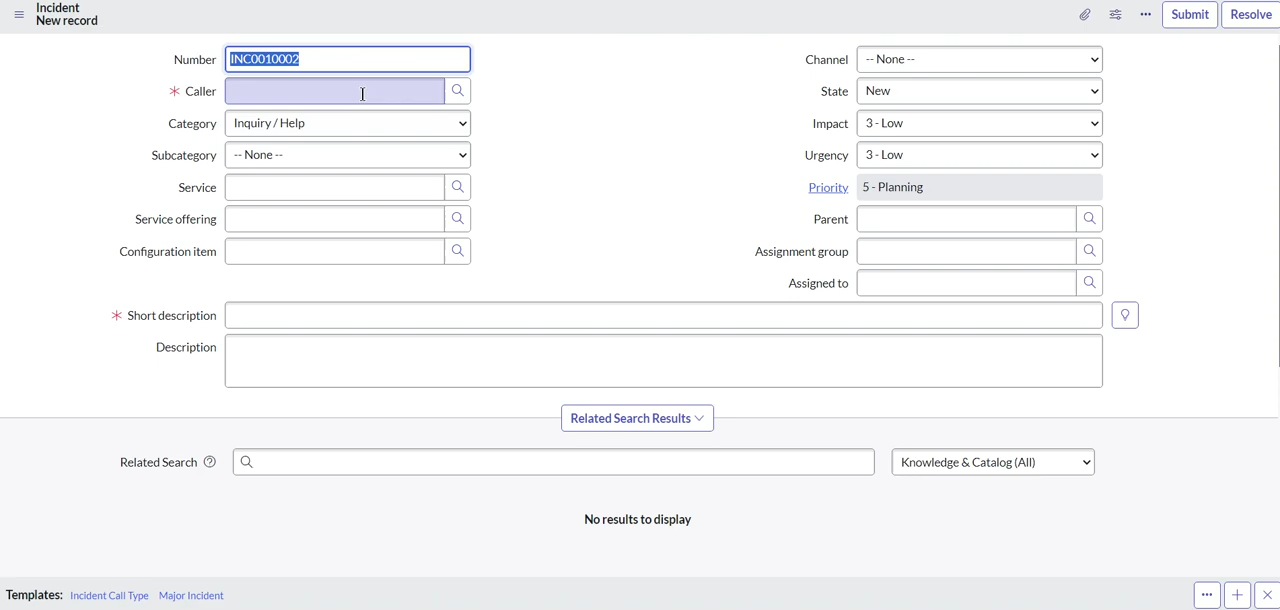 Incident
New record
Submit
Resolve
Number INC0010002
Channel -- None --
* Caller
State New
Category Inquiry / Help
Impact 3 - Low
Subcategory -- None --
Urgency 3 - Low
Service
Priority 5 - Planning
Service offering
Parent
Configuration item
Assignment group
Assigned to
* Short description
Description
Related Search Results
Related Search
Knowledge & Catalog (All)
No results to display
Templates: Incident Call Type Major Incident